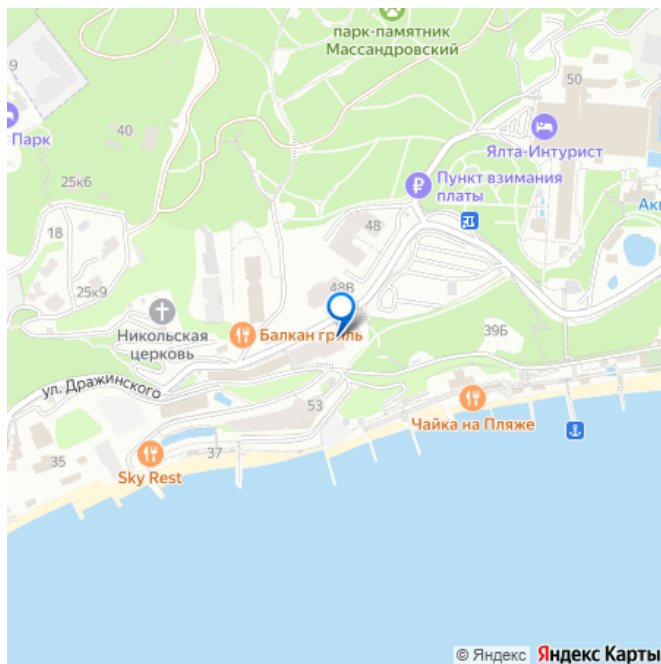 парк-памятник
Массандровский
9
50
40
Парк
Ялта-Интурист
Пункт взимания
платы
25к6
Акв
18
48
25к9
48В
Никольская
церковь
Балкан гриль
39Б
ул. Дражинского
53
Чайка на Пляже
37
35
Sky Rest
© Яндекс Яндекс Карты